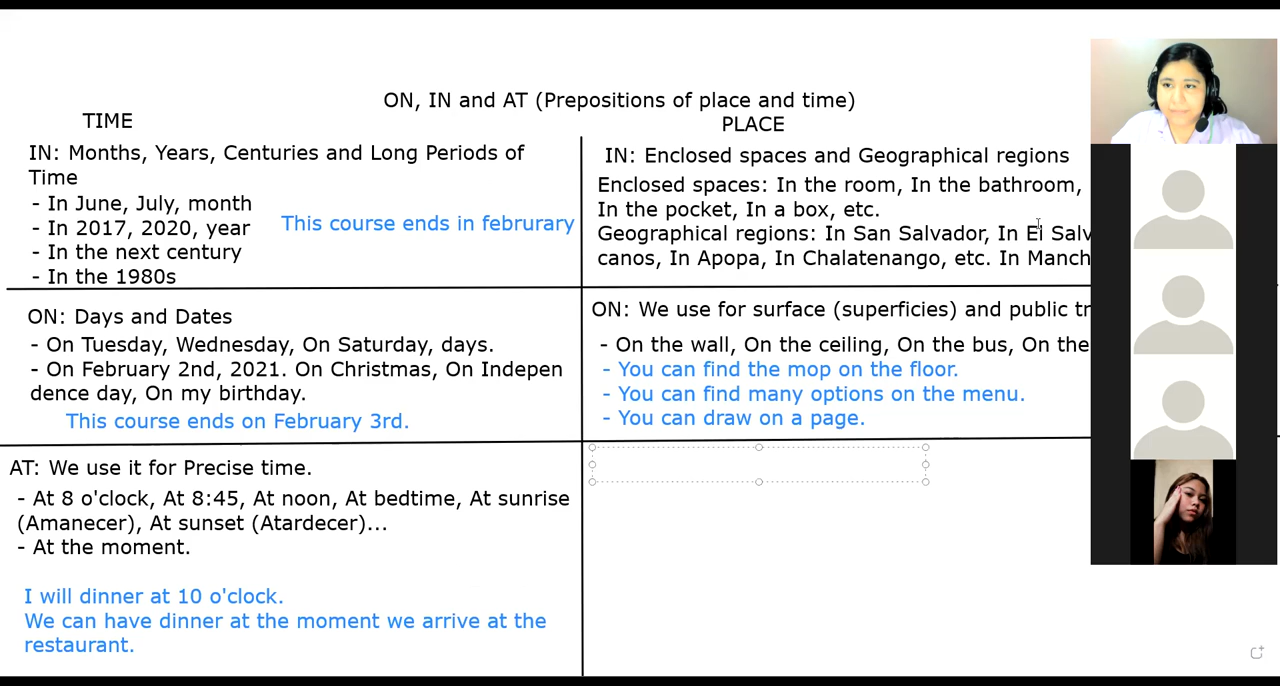 ON, IN and AT (Prepositions of place and time)
TIME
PLACE
IN: Months, Years, Centuries and Long Periods of
Time
- In June, July, month
- In 2017, 2020, year
- In the next century
- In the 1980s
This course ends in februrary
IN: Enclosed spaces and Geographical regions
Enclosed spaces: In the room, In the bathroom,
In the pocket, In a box, etc.
Geographical regions: In San Salvador, In El Salv
canos, In Apopa, In Chalatenango, etc. In Manch
ON: Days and Dates
- On Tuesday, Wednesday, On Saturday, days.
- On February 2nd, 2021. On Christmas, On Indepen
dence day, On my birthday.
This course ends on February 3rd.
ON: We use for surface (superficies) and public tr
- On the wall, On the ceiling, On the bus, On the
- You can find the mop on the floor.
- You can find many options on the menu.
- You can draw on a page.
AT: We use it for Precise time.
- At 8 o'clock, At 8:45, At noon, At bedtime, At sunrise
(Amanecer), At sunset (Atardecer)...
- At the moment.
I will dinner at 10 o'clock.
We can have dinner at the moment we arrive at the
restaurant.